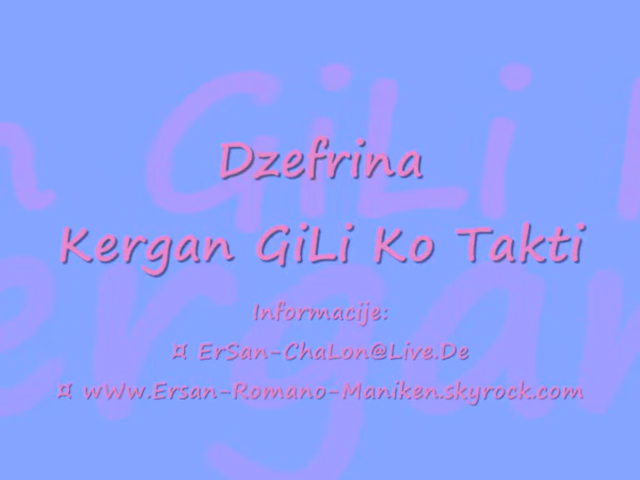 Dzefrina
Kergan GiLi Ko Takti
Informacije:
¤ ErSan-ChaLon@Live.De
¤ wWw.Ersan-Romano-Maniken.skyrock.com